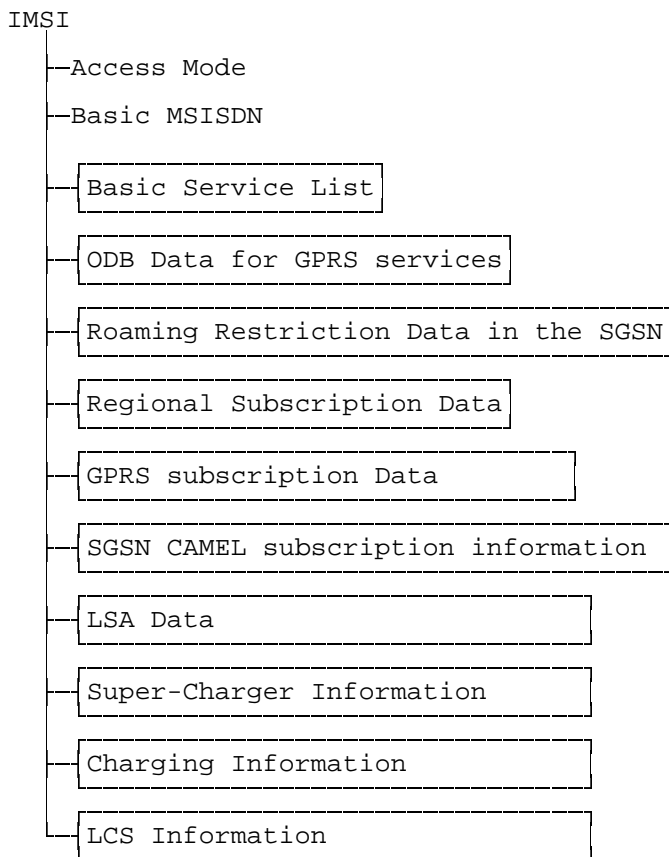 IMSI
Access Mode
Basic MSISDN
Basic Service List
ODB Data for GPRS services
Roaming Restriction Data in the SGSN
Regional Subscription Data
GPRS subscription Data
SGSN CAMEL subscription information
LSA Data
Super-Charger Information
Charging Information
LCS Information